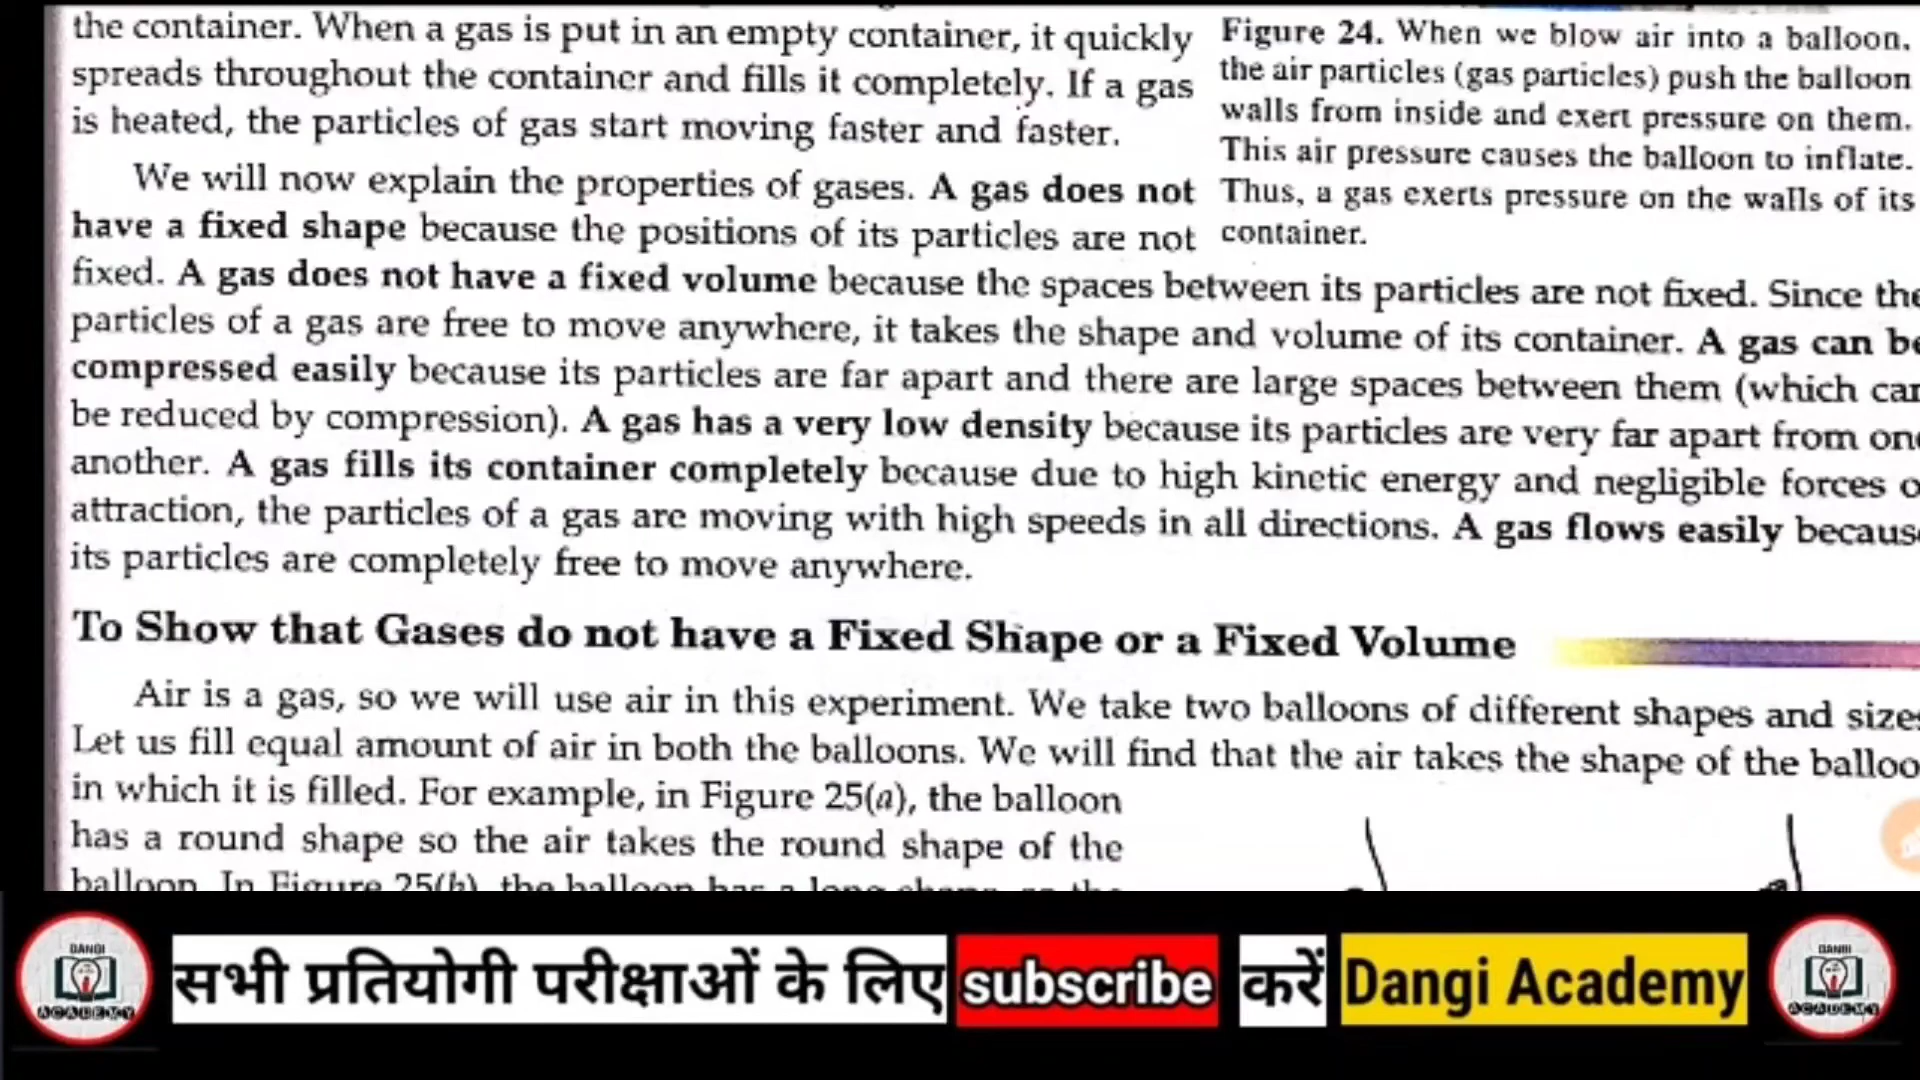 the container. When a gas is put in an empty container, it quickly
spreads throughout the container and fills it completely. If a gas
is heated, the particles of gas start moving faster and faster.
We will now explain the properties of gases. A gas does not
have a fixed shape because the positions of its particles are not
Figure 24. When we blow air into a balloon,
the air particles (gas particles) push the balloon
walls from inside and exert pressure on them.
This air pressure causes the balloon to inflate.
Thus, a gas exerts pressure on the walls of its
container.
fixed. A gas does not have a fixed volume because the spaces between its particles are not fixed. Since the
particles of a gas are free to move anywhere, it takes the shape and volume of its container. A gas can be
compressed easily because its particles are far apart and there are large spaces between them (which can
be reduced by compression). A gas has a very low density because its particles are very far apart from one
another. A gas fills its container completely because due to high kinetic energy and negligible forces o
attraction, the particles of a gas are moving with high speeds in all directions. A gas flows easily becaus
its particles are completely free to move anywhere.
To Show that Gases do not have a Fixed Shape or a Fixed Volume
Air is a gas, so we will use air in this experiment. We take two balloons of different shapes and sizes
Let us fill equal amount of air in both the balloons. We will find that the air takes the shape of the balloo
in which it is filled. For example, in Figure 25(a), the balloon
has a round shape so the air takes the round shape of the
balloon. In Figure 25(b), the balloon has a long shape, so the
DANGI
ACADEMY
सभी प्रतियोगी परीक्षाओं के लिए subscribe करें Dangi Academy
DANGI
ACADEMY